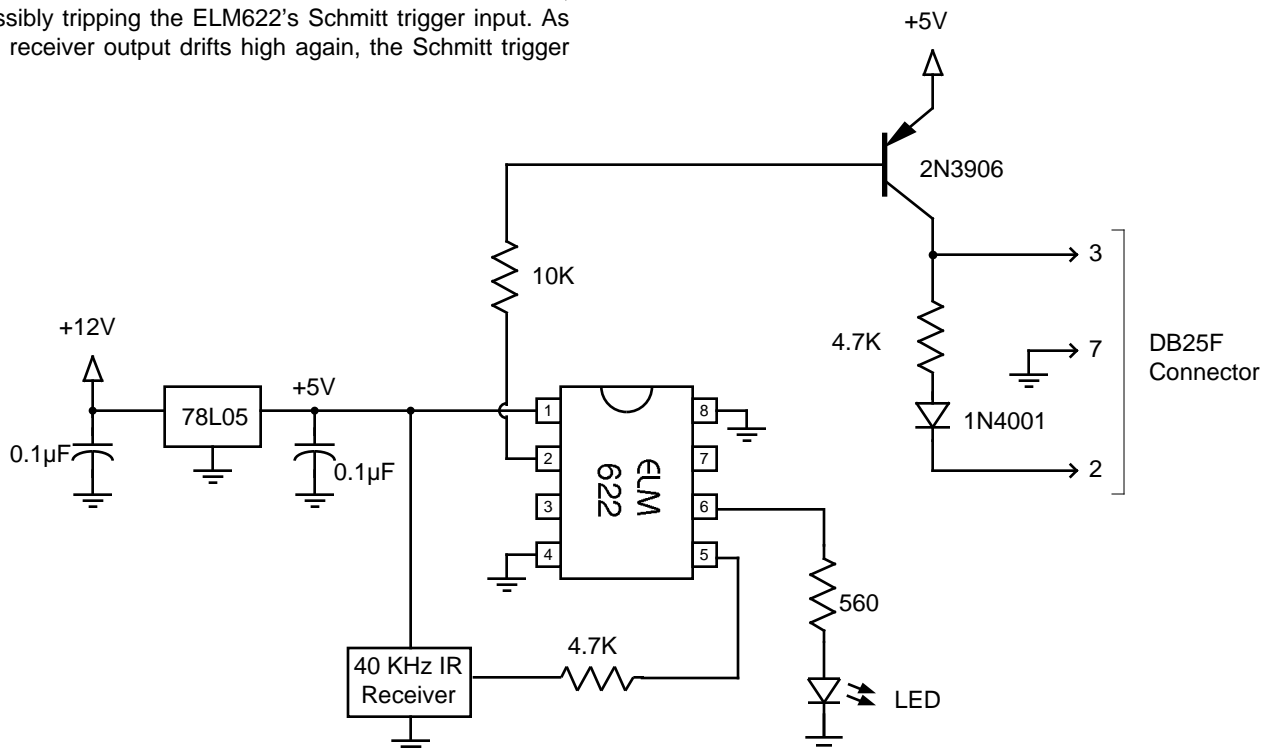 ssibly tripping the ELM622's Schmitt trigger input. As
receiver output drifts high again, the Schmitt trigger
+5V
2N3906
3
10K
+12V
4.7K
7
DB25F
Connector
+5V
78L05
1
8
1N4001
0.1µF
0.1µF
2
7
2
ELM
622
3
6
4
5
560
4.7K
40 KHz IR
Receiver
LED